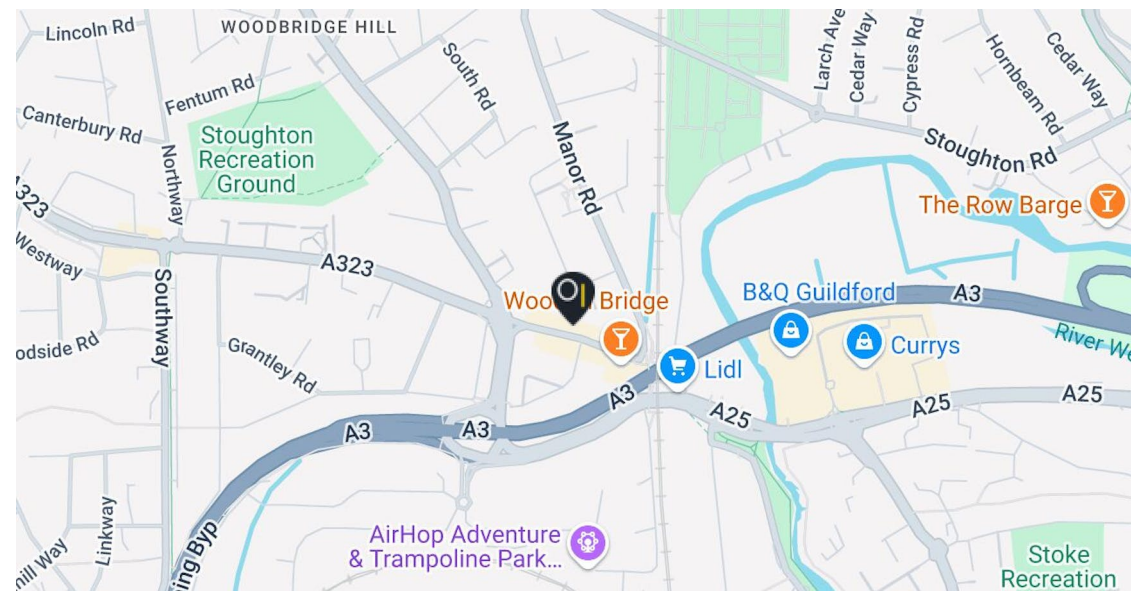 Lincoln Rd
WOODBRIDGE HILL
Larch Ave
Cedar Way
Cypress Rd
Hornbeam Rd
Cedar Way
South Rd
Fentum Rd
Canterbury Rd
Northway
Stoughton
Recreation
Ground
Manor Rd
Stoughton Rd
The Row Barge
A323
Westway
Southway
A323
Bridge
B&Q Guildford
A3
River We
Currys
Lidl
Grantley Rd
A3
A25
A25
A25
A3
A3
Linkway
AirHop Adventure
& Trampoline Park...
Stoke
Recreation